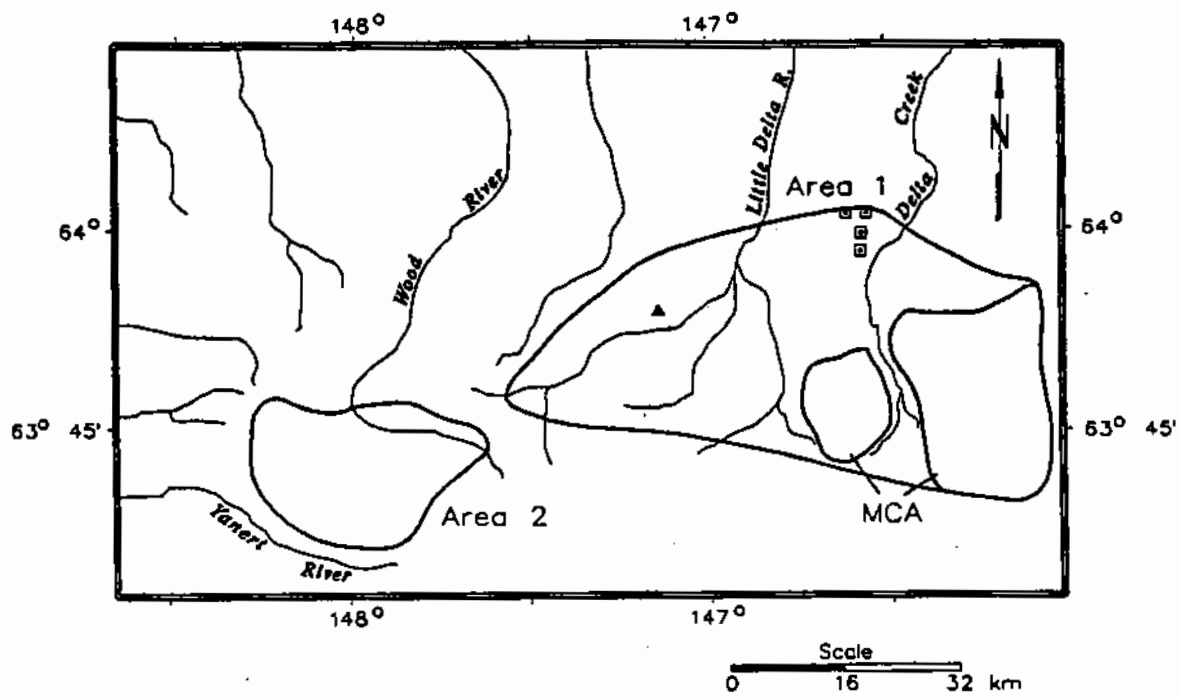 148° 147°
N
Little Delta R.
Creek
Delta
Area 1
River
Wood
64° 64°
63° 45' 63° 45'
MCA
Area 2
Yanert
River
148° 147°
Scale
0 16 32 km